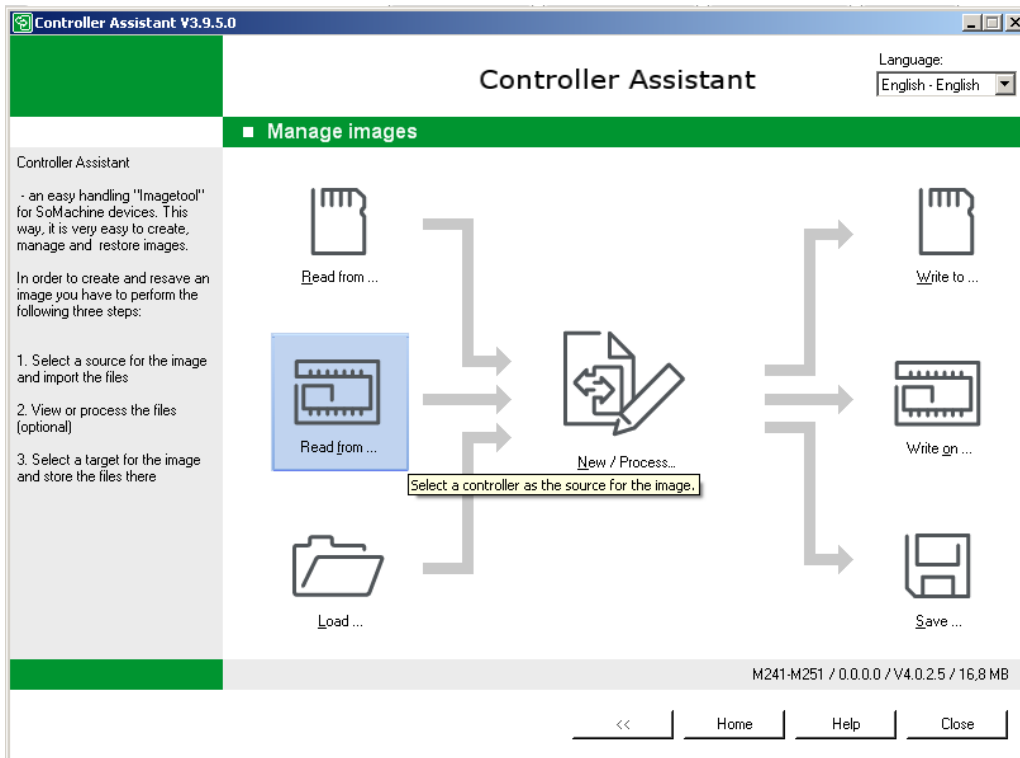 Controller Assistant V3.9.5.0
Controller Assistant
Language:
English - English
Manage images
Controller Assistant
- an easy handling "Imagetool"
for SoMachine devices. This
way, it is very easy to create,
manage and restore images.
In order to create and resave an
image you have to perform the
following three steps:
1. Select a source for the image
and import the files
2. View or process the files
(optional)
3. Select a target for the image
and store the files there
Read from ...
Write to ...
Read from ...
New / Process...
Write on ...
Select a controller as the source for the image.
Load ...
Save ...
M241-M251 / 0.0.0.0 / V4.0.2.5 / 16,8 MB
<<
Home
Help
Close